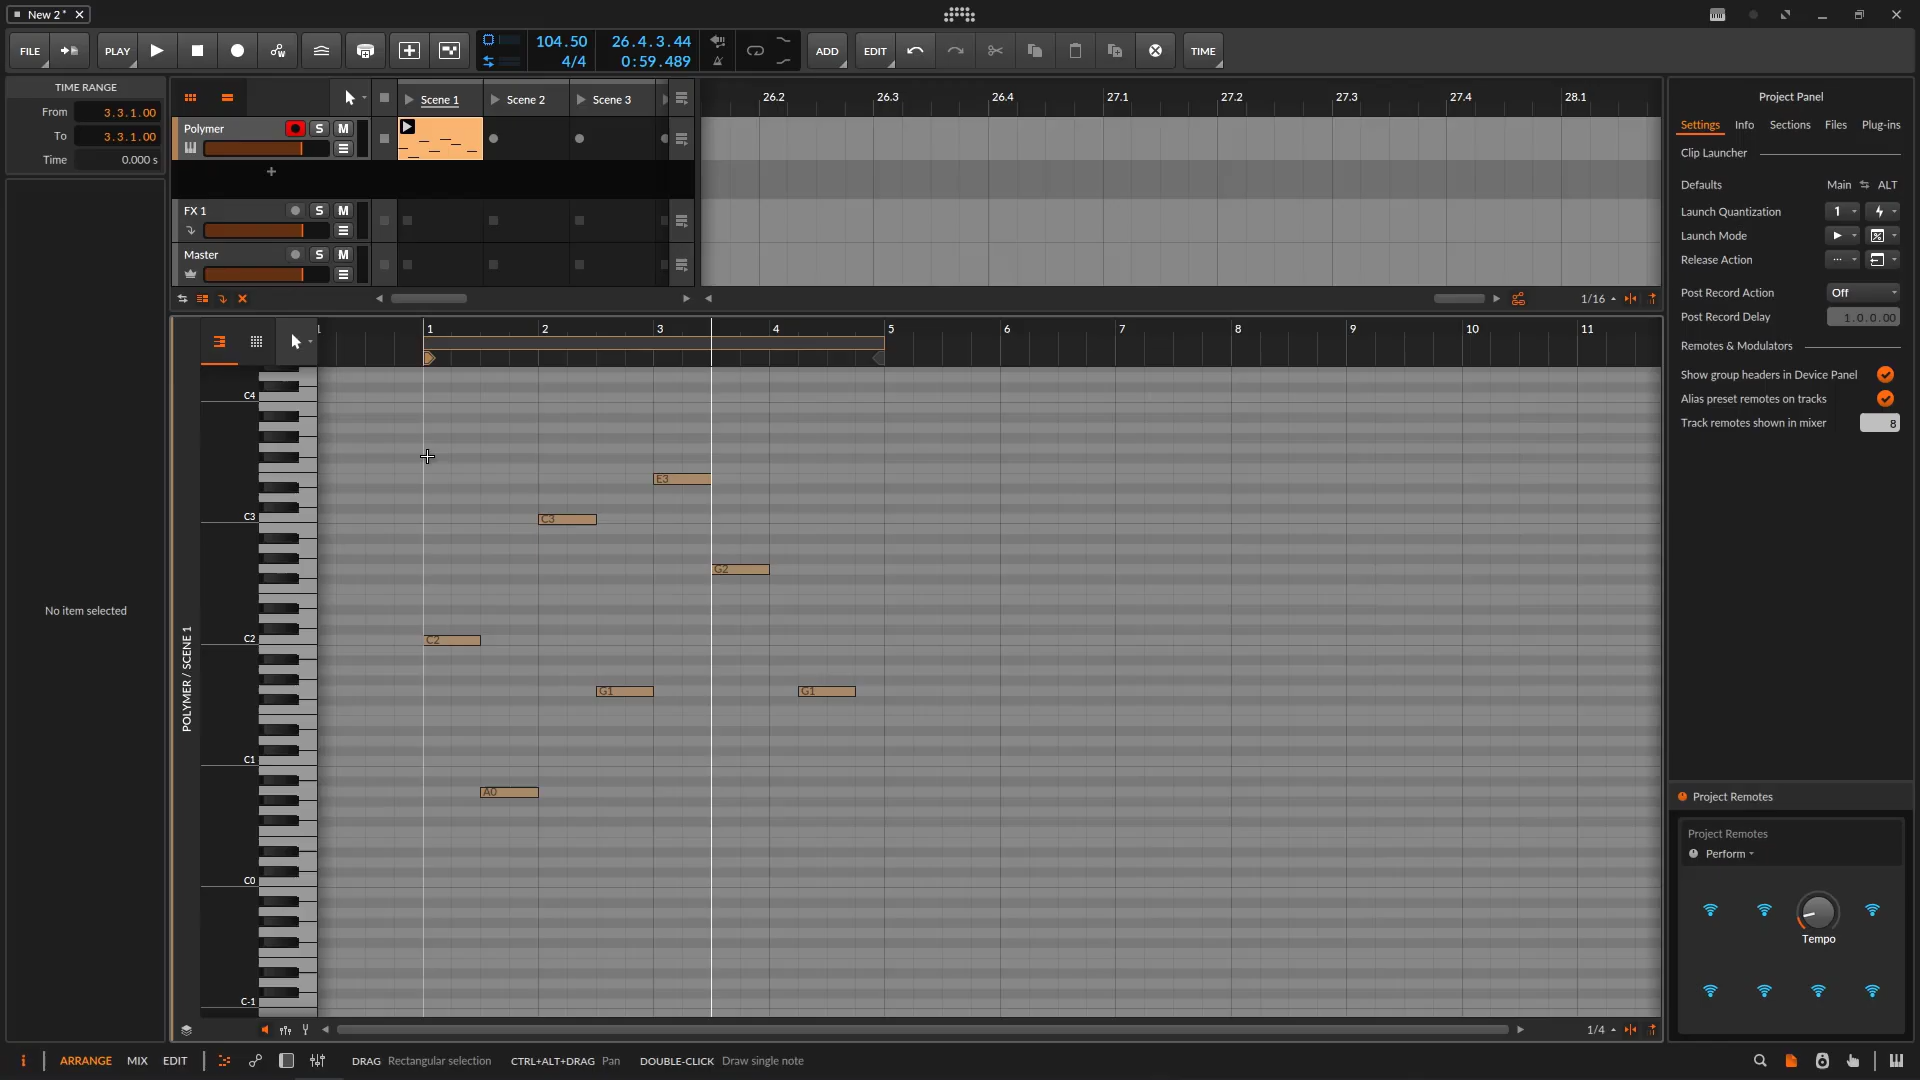 New 2*
FILE
PLAY
104.50
4/4
26.4.3.44
0:59.489
ADD
EDIT
TIME
TIME RANGE
From 3.3.1.00
To 3.3.1.00
Time 0.000 s
No item selected
Scene 1
Scene 2
Scene 3
Polymer
S M
FX 1
S M
Master
S M
26.2
26.3
26.4
27.1
27.2
27.3
27.4
28.1
1/16
1
2
3
4
5
6
7
8
9
10
11
POLYMER / SCENE 1
C4
C3
C2
C1
C0
C-1
E3
C3
G2
C2
G1
G1
A0
1/4
Project Panel
Settings Info Sections Files Plug-ins
Clip Launcher
Defaults Main ALT
Launch Quantization 1
Launch Mode
Release Action ...
Post Record Action Off
Post Record Delay 1.0.0.00
Remotes & Modulators
Show group headers in Device Panel
Alias preset remotes on tracks
Track remotes shown in mixer 8
Project Remotes
Project Remotes
Perform
Tempo
i ARRANGE MIX EDIT
DRAG Rectangular selection CTRL+ALT+DRAG Pan DOUBLE-CLICK Draw single note